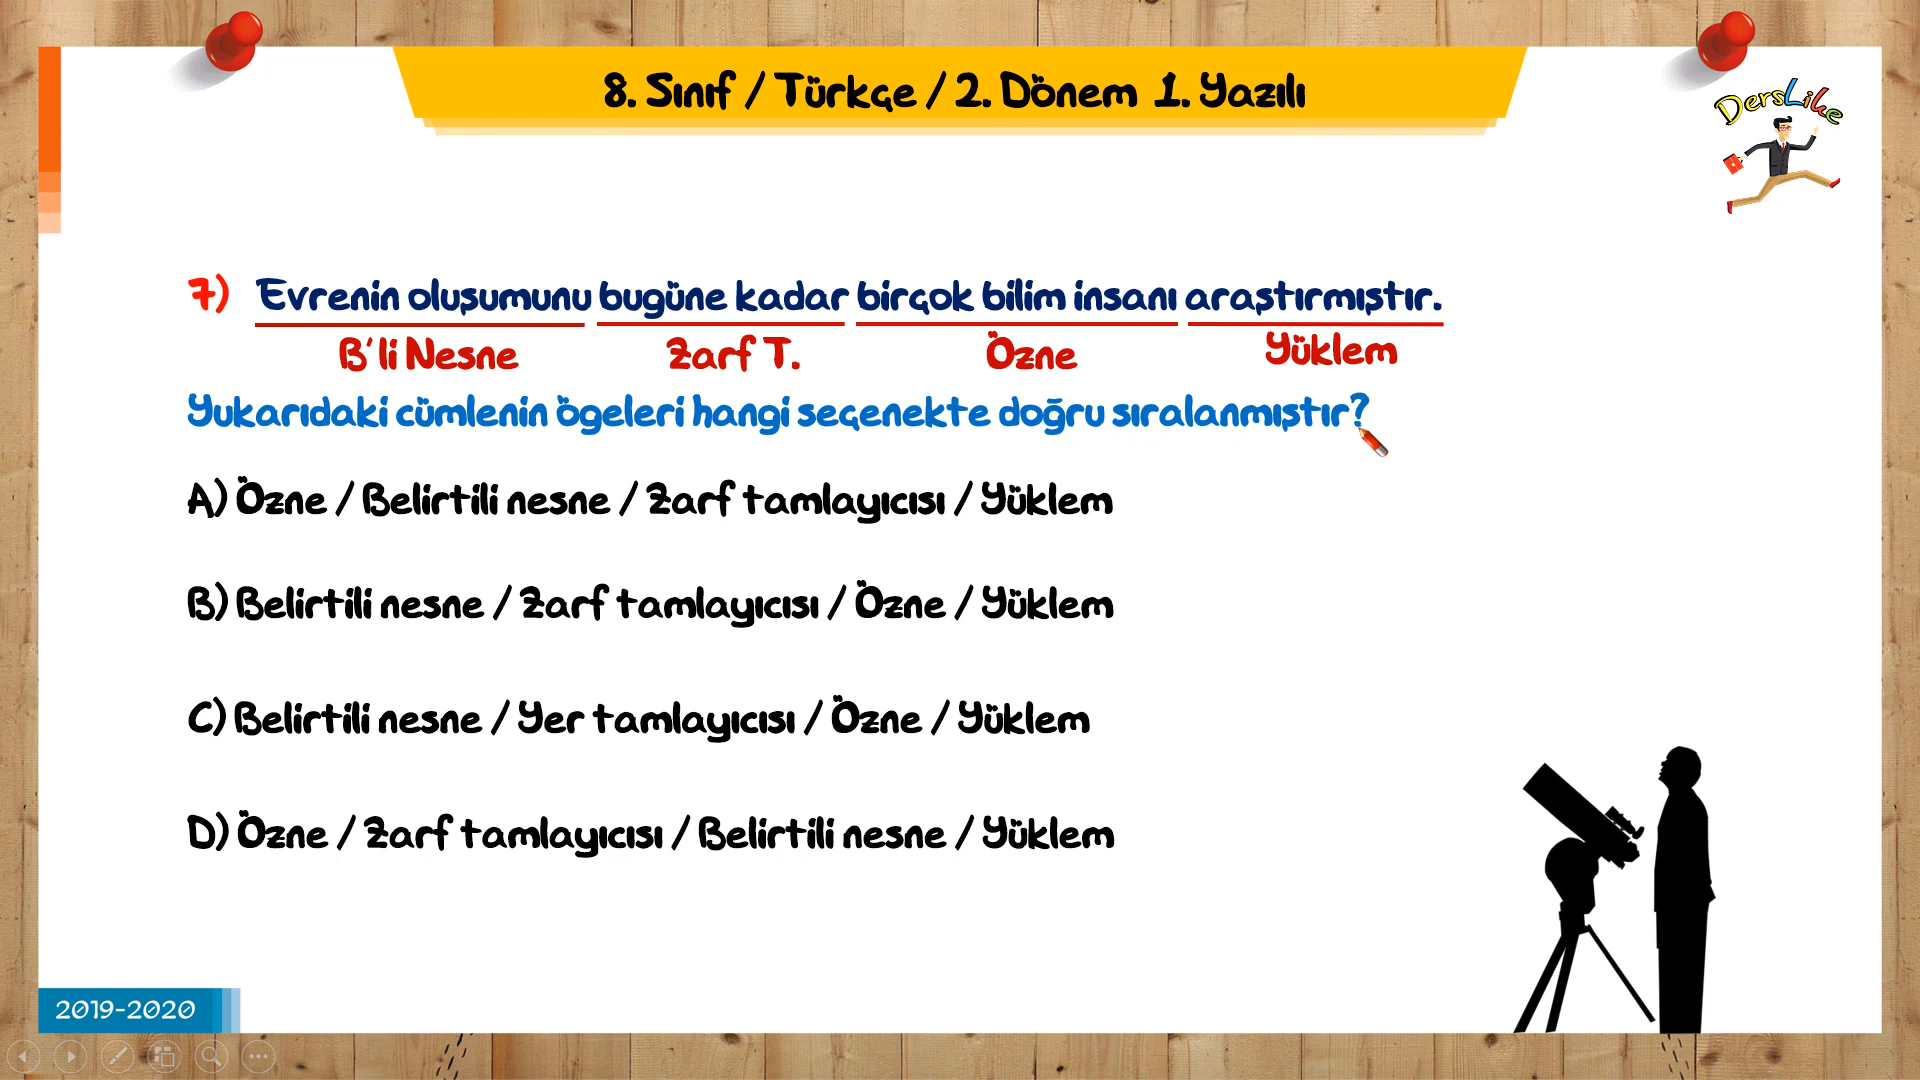 8. Sınıf / Türkçe / 2. Dönem 1. Yazılı
DersLike
7) Evrenin oluşumunu bugüne kadar birçok bilim insanı araştırmıştır.
B'li Nesne Zarf T. Özne Yüklem
Yukarıdaki cümlenin ögeleri hangi seçenekte doğru sıralanmıştır?
A) Özne / Belirtili nesne / Zarf tamlayıcısı / Yüklem
B) Belirtili nesne / Zarf tamlayıcısı / Özne / Yüklem
C) Belirtili nesne / Yer tamlayıcısı / Özne / Yüklem
D) Özne / Zarf tamlayıcısı / Belirtili nesne / Yüklem
2019-2020